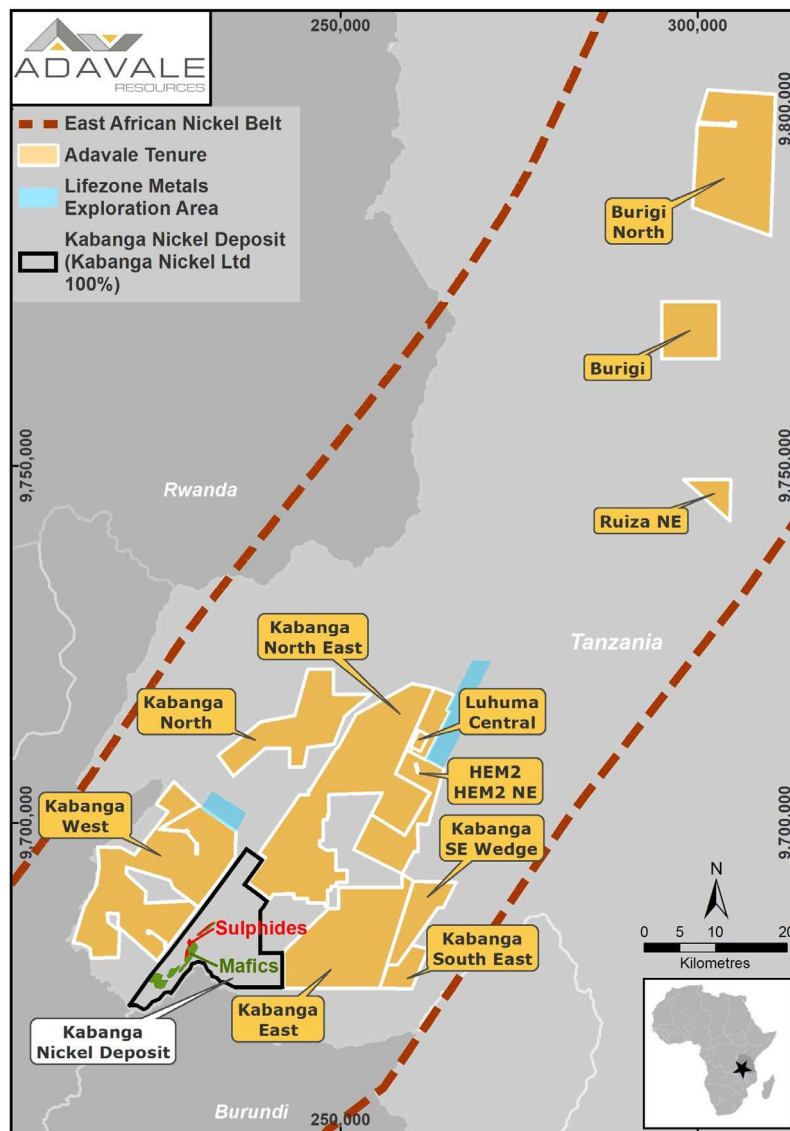 250,000
300,000
ADAVALE
RESOURCES
East African Nickel Belt
Adavale Tenure
Lifezone Metals
Exploration Area
Kabanga Nickel Deposit
(Kabanga Nickel Ltd
100%)
9,800,000
Burigi
North
Burigi
9,750,000
9,750,000
Rwanda
Ruiza NE
Tanzania
Kabanga
North East
Kabanga
North
Luhuma
Central
HEM2
HEM2 NE
Kabanga
West
Kabanga
SE Wedge
9,700,000
9,700,000
N
Sulphides
Mafics
Kabanga
South East
0 5 10 20
Kilometres
Kabanga
East
Kabanga
Nickel Deposit
Burundi
250,000